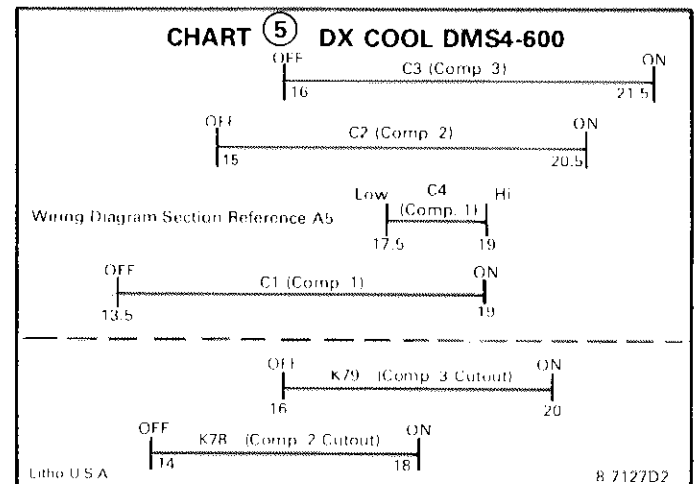 CHART 5 DX COOL DMS4-600
OFF C3 (Comp. 3) ON
16 21.5
OFF C2 (Comp. 2) ON
15 20.5
Low C4 (Comp. 1) Hi
Wiring Diagram Section Reference A5
17.5 19
OFF C1 (Comp. 1) ON
13.5 19
OFF K79 (Comp. 3 Cutout) ON
16 20
OFF K78 (Comp. 2 Cutout) ON
14 18
Litho U.S.A. 8-7127D2